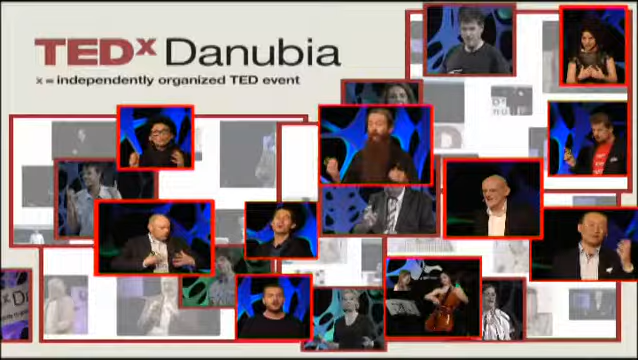 TEDx Danubia
x = independently organized TED event